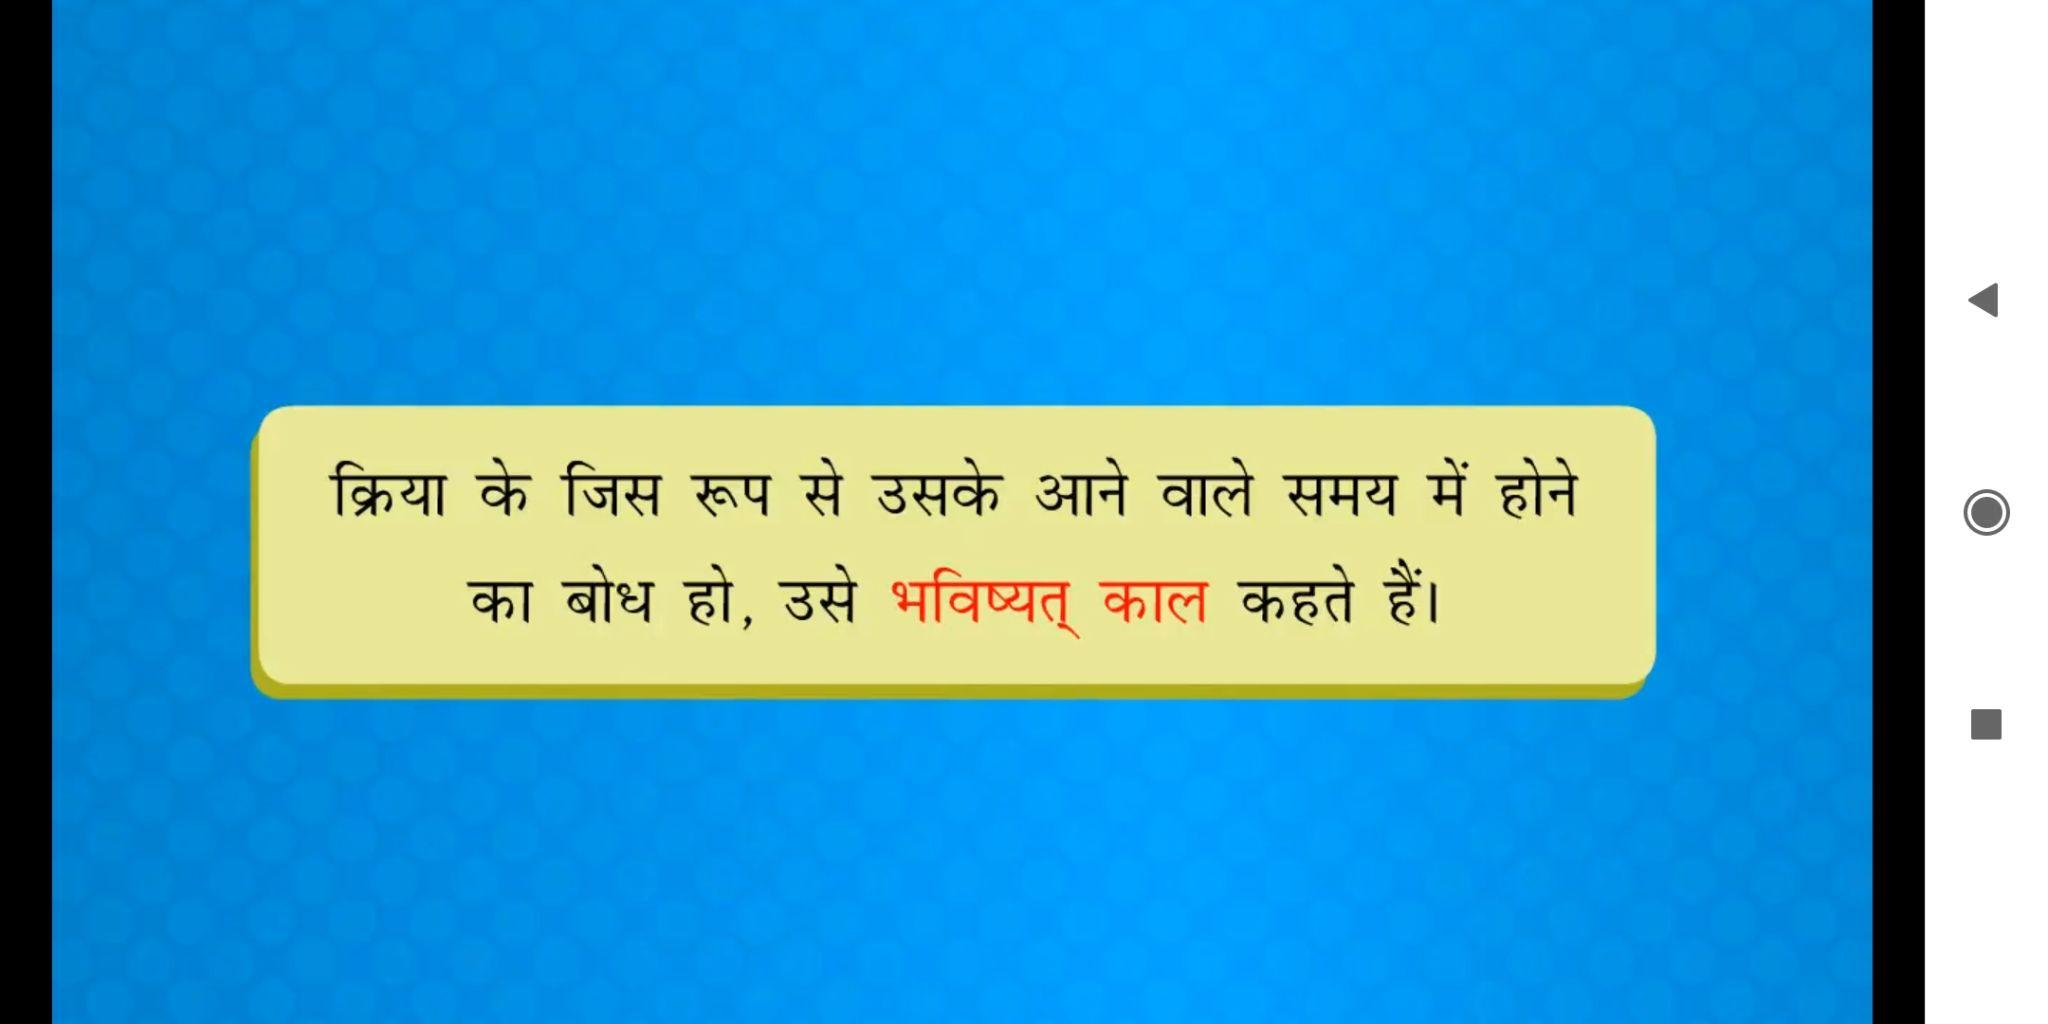 क्रिया के जिस रूप से उसके आने वाले समय में होने
का बोध हो, उसे भविष्यत् काल कहते हैं।